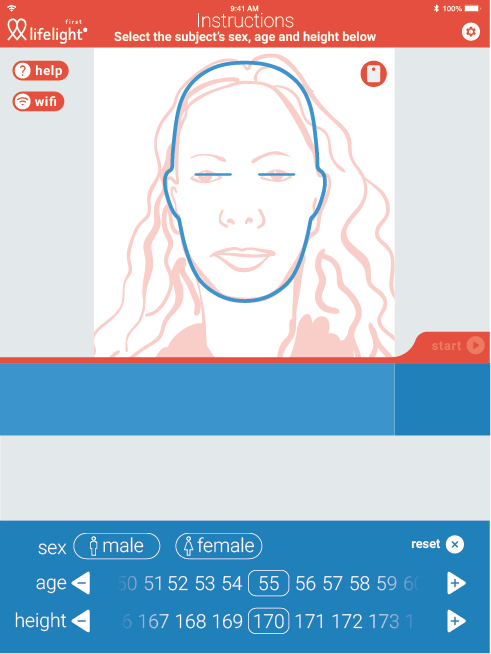 9:41 AM
100%
Instructions
Select the subject's sex, age and height below
first
lifelight
help
wifi
start
sex male female
reset
age 50 51 52 53 54 55 56 57 58 59 60
height 167 168 169 170 171 172 173